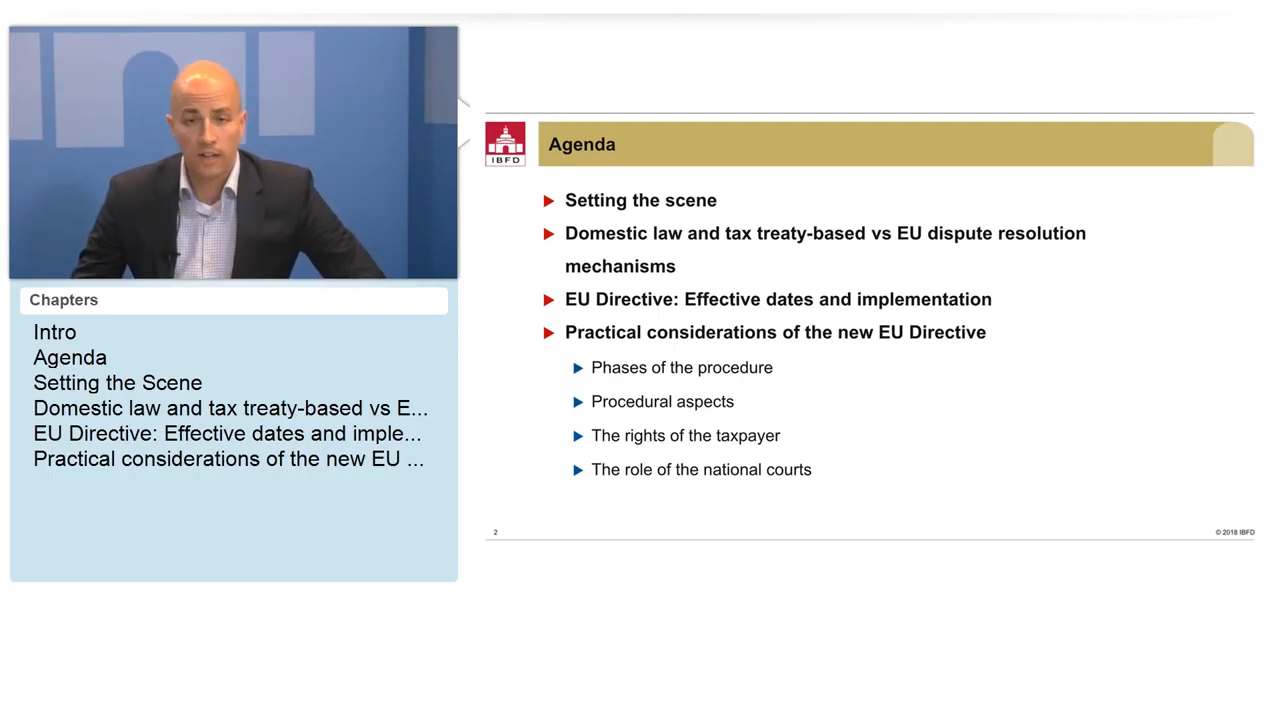 Chapters
Intro
Agenda
Setting the Scene
Domestic law and tax treaty-based vs E...
EU Directive: Effective dates and imple...
Practical considerations of the new EU ...
IBFD
Agenda
Setting the scene
Domestic law and tax treaty-based vs EU dispute resolution
mechanisms
EU Directive: Effective dates and implementation
Practical considerations of the new EU Directive
Phases of the procedure
Procedural aspects
The rights of the taxpayer
The role of the national courts
2
© 2018 IBFD